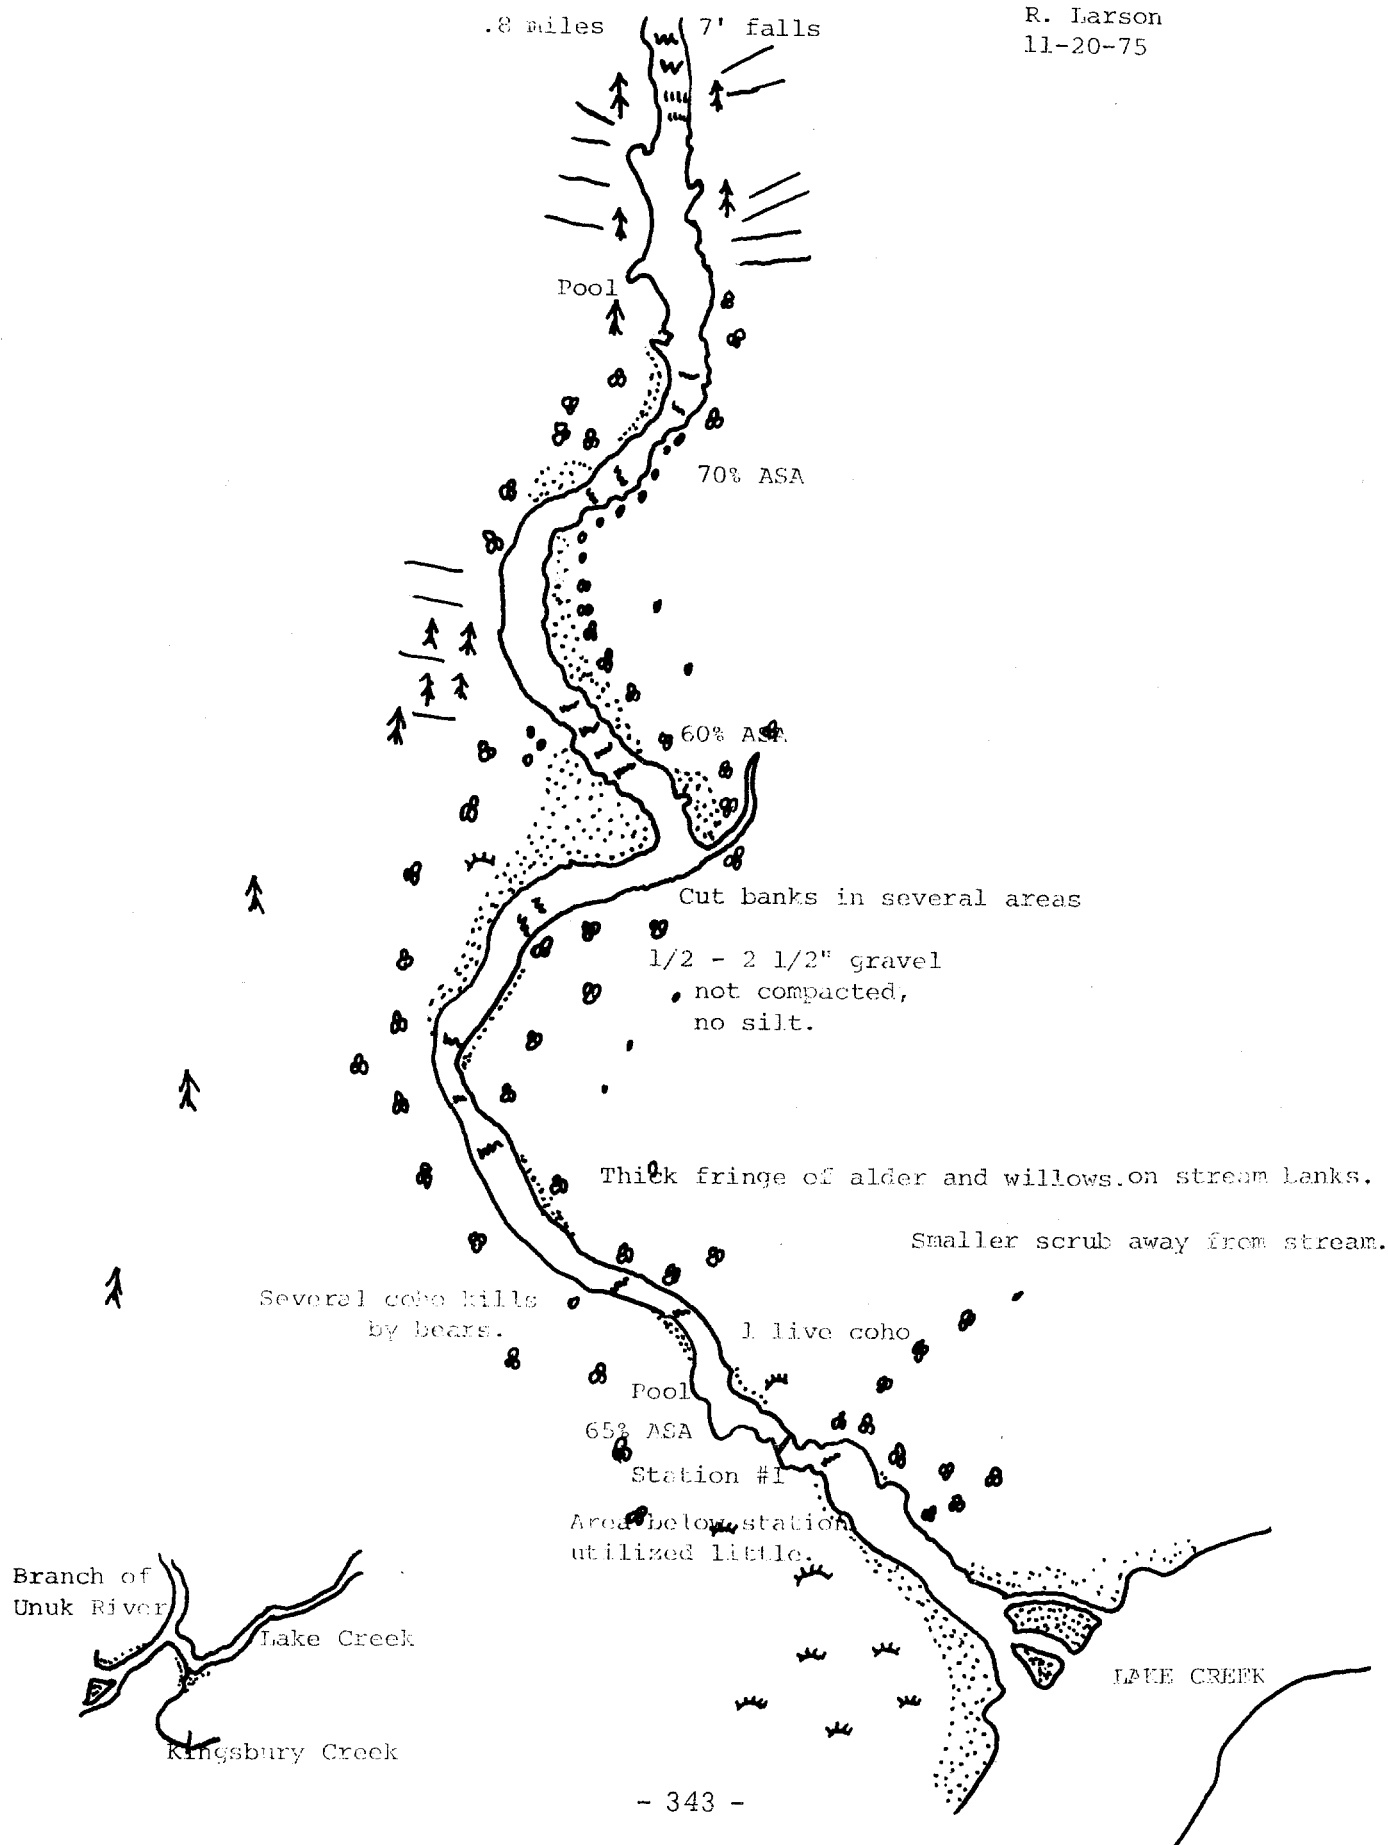 .8 miles 7' falls
R. Larson
11-20-75
Pool
70% ASA
60% ASA
Cut banks in several areas
1/2 - 2 1/2" gravel
not compacted,
no silt.
Thick fringe of alder and willows.on stream banks.
Smaller scrub away from stream.
Several coho kills
by bears.
1 live coho
Pool
65% ASA
Station #1
Area below station
utilized little.
Branch of
Unuk River
Lake Creek
Kingsbury Creek
LAKE CREEK
- 343 -